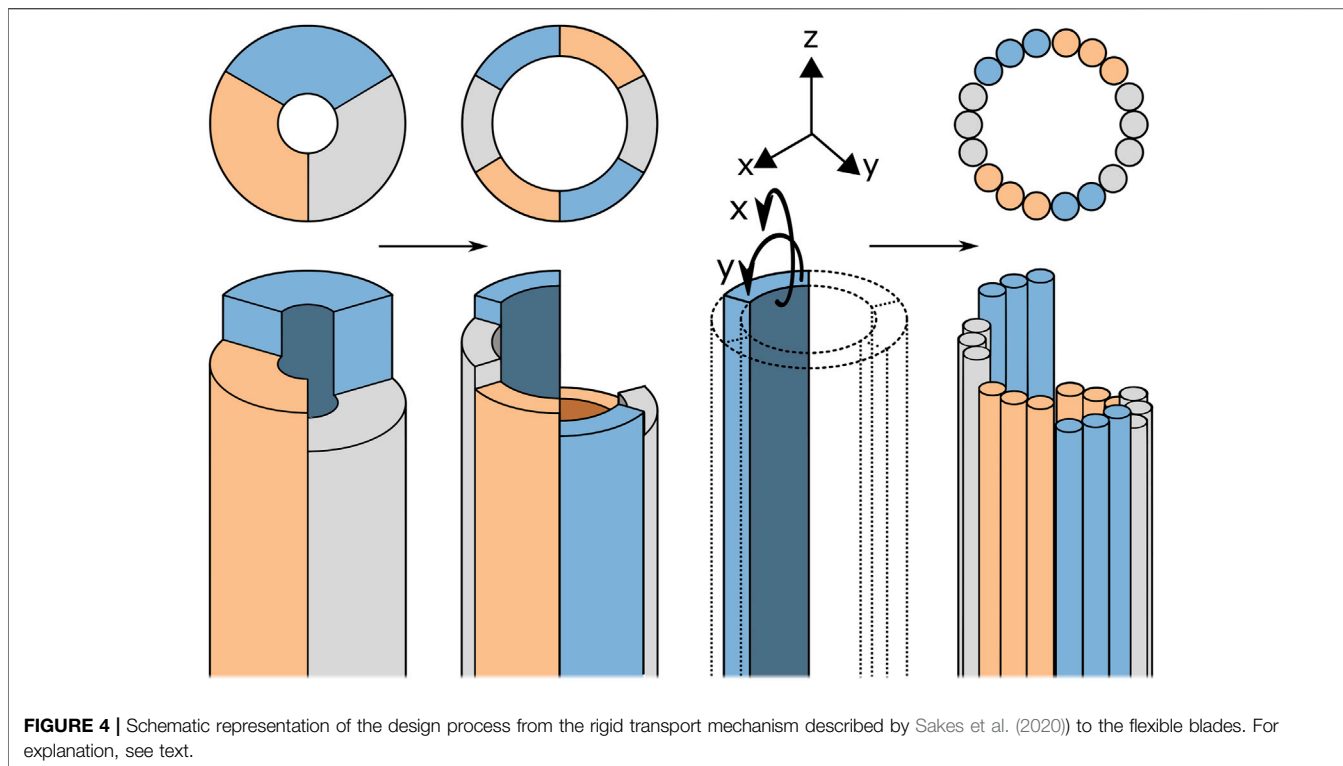 z
x
y
x
y
FIGURE 4 | Schematic representation of the design process from the rigid transport mechanism described by Sakes et al. (2020)) to the flexible blades. For
explanation, see text.